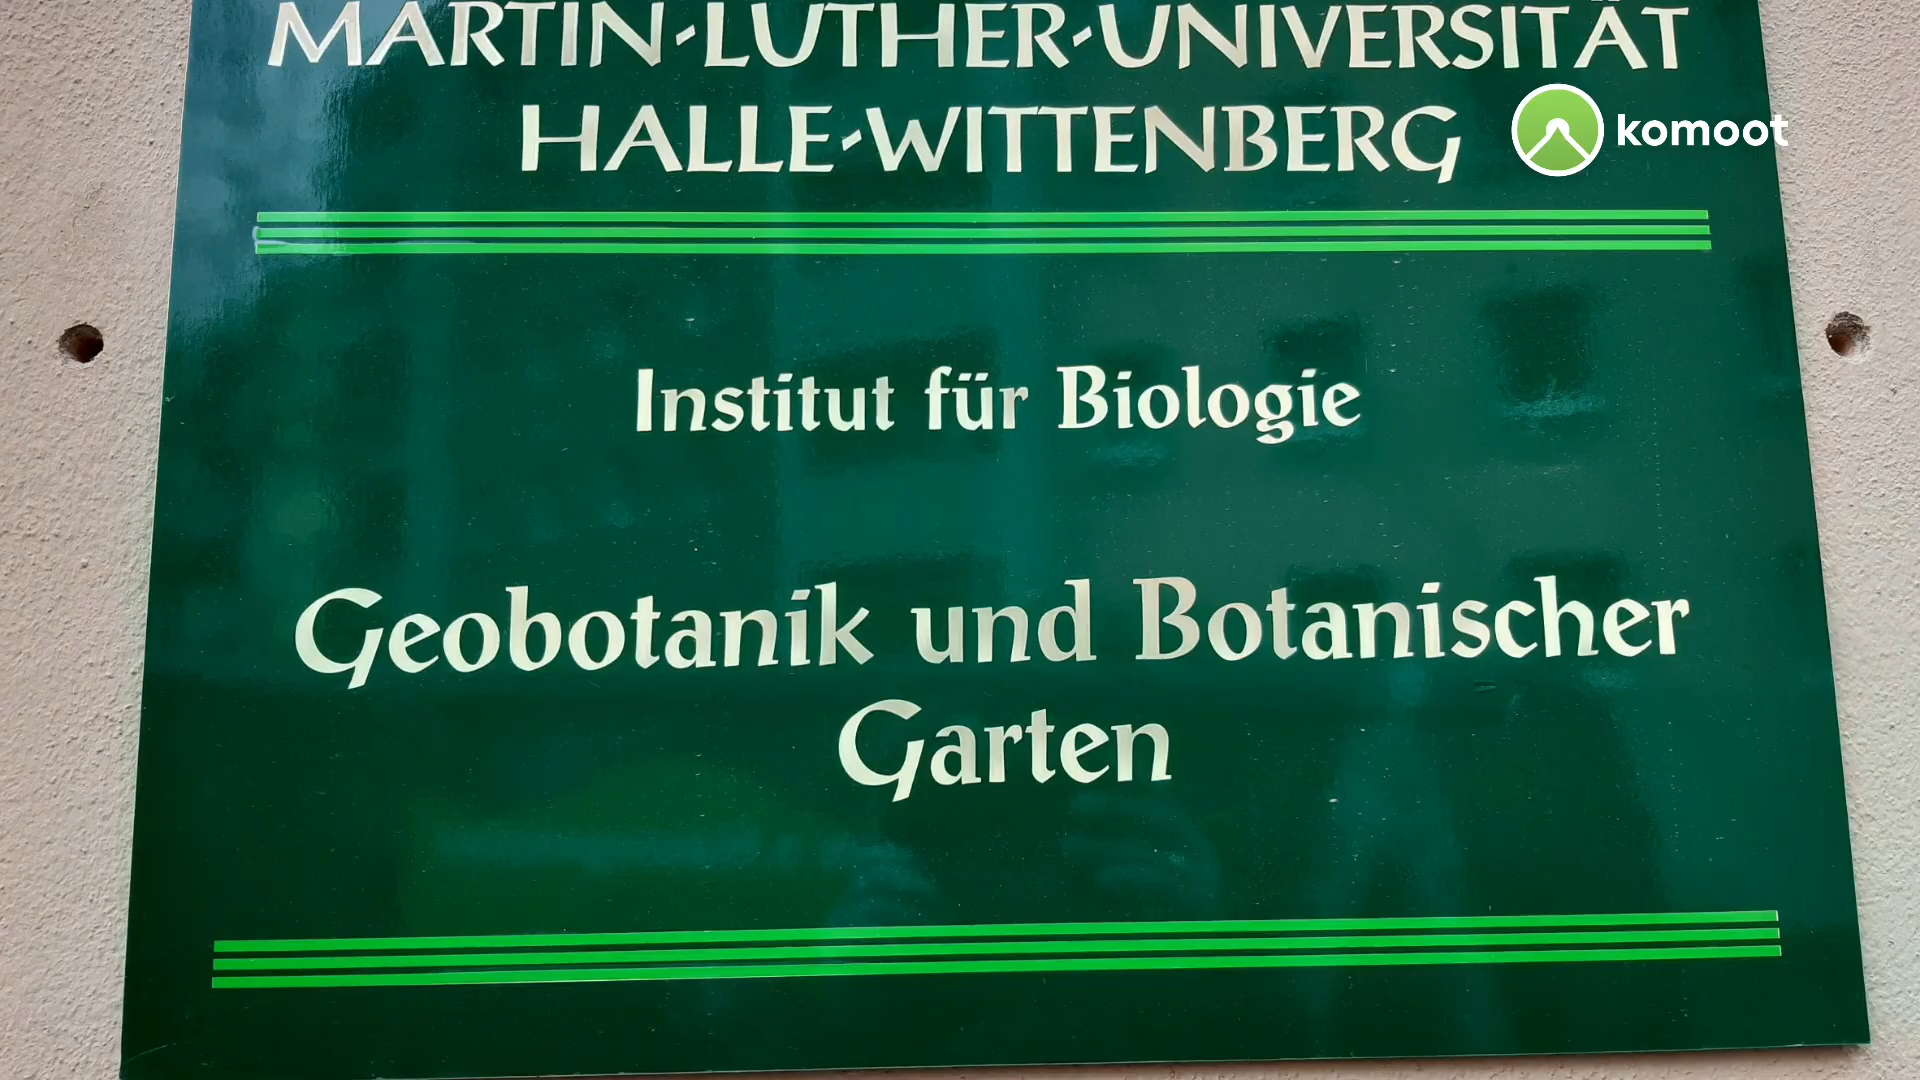 MARTIN-LUTHER-UNIVERSITÄT
HALLE-WITTENBERG
komoot
Institut für Biologie
Geobotanik und Botanischer
Garten